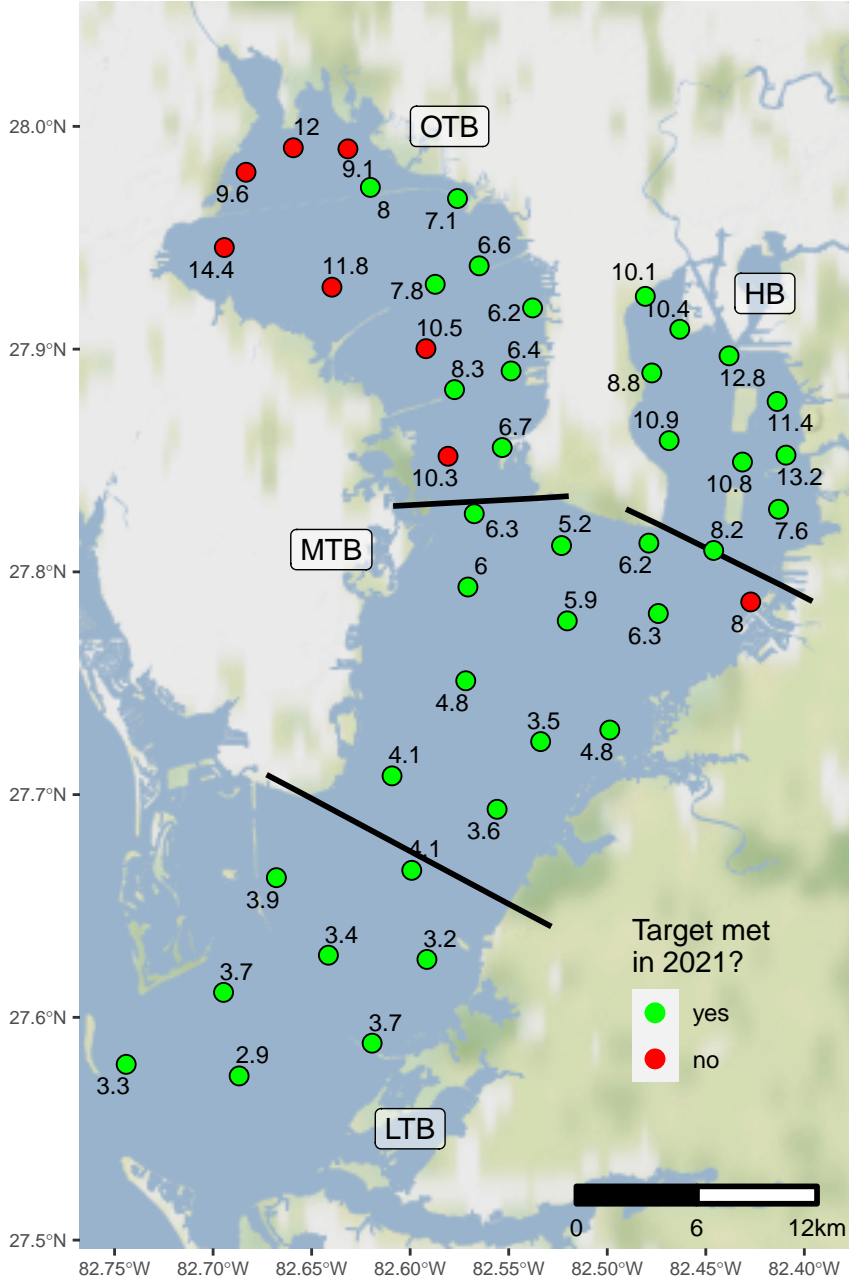 28.0°N
27.9°N
27.8°N
27.7°N
27.6°N
27.5°N
OTB
12
9.1
9.6
8
7.1
14.4
11.8
6.6
7.8
6.2
10.5
6.4
8.3
6.7
10.3
HB
10.1
10.4
12.8
8.8
11.4
10.9
10.8
13.2
7.6
8.2
MTB
6.3
5.2
6.2
6
5.9
6.3
8
4.8
3.5
4.8
4.1
3.6
4.1
3.9
3.4
3.2
3.7
3.7
3.3
2.9
LTB
Target met
in 2021?
yes
no
0 6 12km
82.75°W 82.70°W 82.65°W 82.60°W 82.55°W 82.50°W 82.45°W 82.40°W